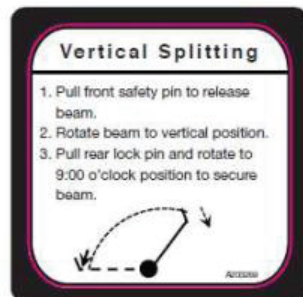 Vertical Splitting
1. Pull front safety pin to release
beam.
2. Rotate beam to vertical position.
3. Pull rear lock pin and rotate to
9:00 o'clock position to secure
beam.